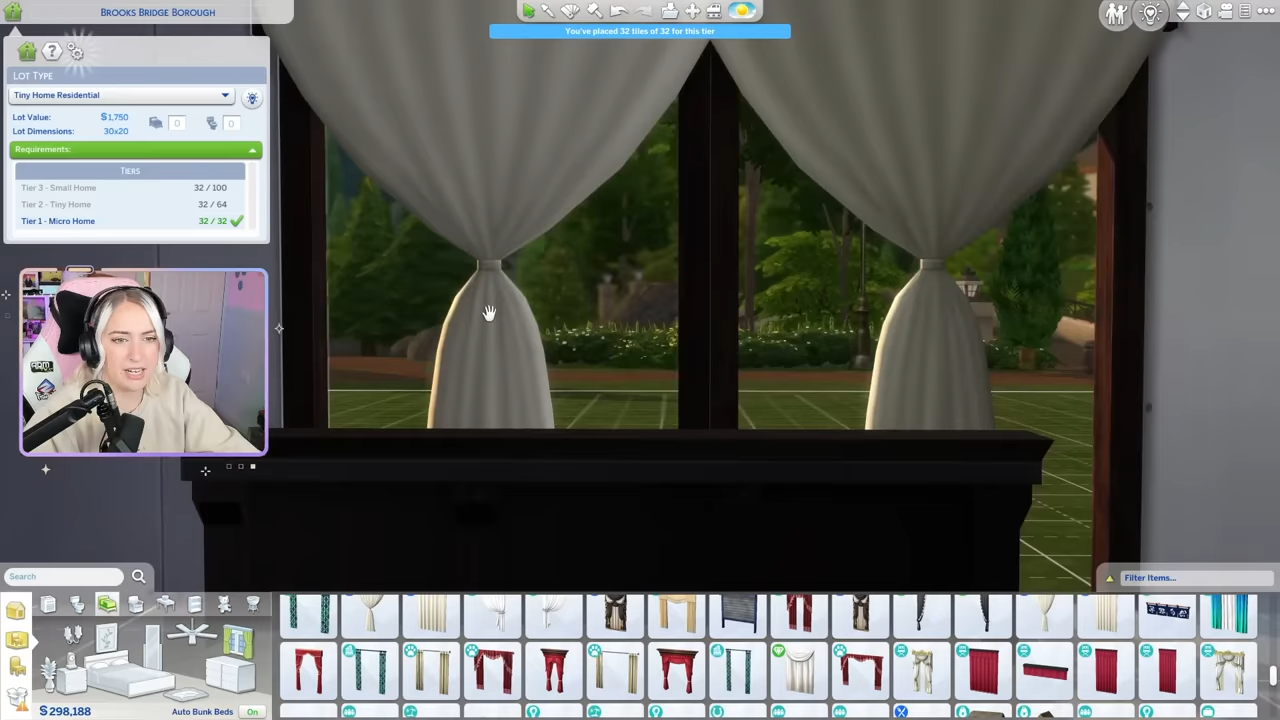 BROOKS BRIDGE BOROUGH
You've placed 32 tiles of 32 for this tier
LOT TYPE
Tiny Home Residential
Lot Value: §1,750
0
0
Lot Dimensions: 30x20
Requirements:
TIERS
Tier 3 - Small Home 32 / 100
Tier 2 - Tiny Home 32 / 64
Tier 1 - Micro Home 32 / 32
ARM
Search
Filter Items...
§298,188
Auto Bunk Beds On